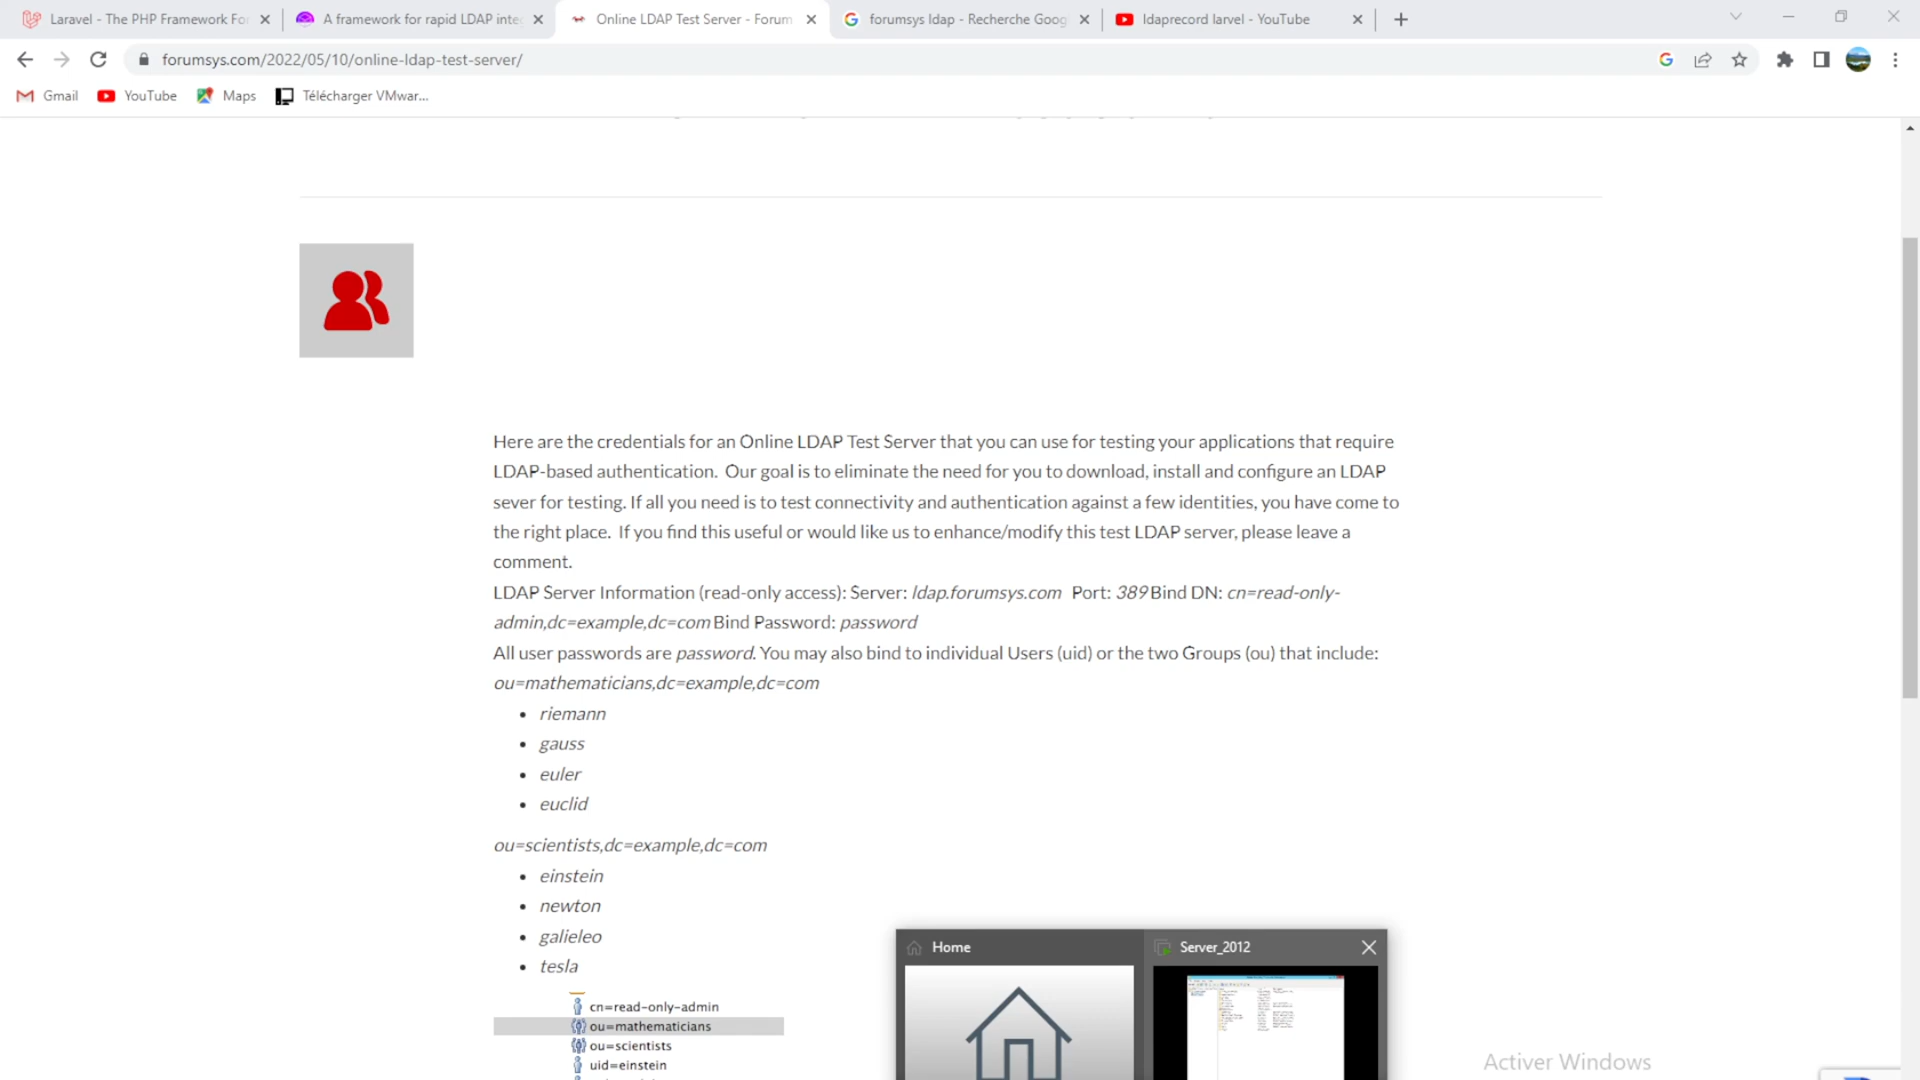 Laravel - The PHP Framework For
A framework for rapid LDAP inte
Online LDAP Test Server - Forum
forumsys ldap - Recherche Goog
ldaprecord larvel - YouTube
forumsys.com/2022/05/10/online-ldap-test-server/
Gmail
YouTube
Maps
Télécharger VMwar...
Here are the credentials for an Online LDAP Test Server that you can use for testing your applications that require
LDAP-based authentication. Our goal is to eliminate the need for you to download, install and configure an LDAP
sever for testing. If all you need is to test connectivity and authentication against a few identities, you have come to
the right place. If you find this useful or would like us to enhance/modify this test LDAP server, please leave a
comment.
LDAP Server Information (read-only access): Server: ldap.forumsys.com Port: 389 Bind DN: cn=read-only-
admin,dc=example,dc=com Bind Password: password
All user passwords are password. You may also bind to individual Users (uid) or the two Groups (ou) that include:
ou=mathematicians,dc=example,dc=com
• riemann
• gauss
• euler
• euclid
ou=scientists,dc=example,dc=com
• einstein
• newton
• galieleo
• tesla
cn=read-only-admin
ou=mathematicians
ou=scientists
uid=einstein
Home
Server_2012
Activer Windows